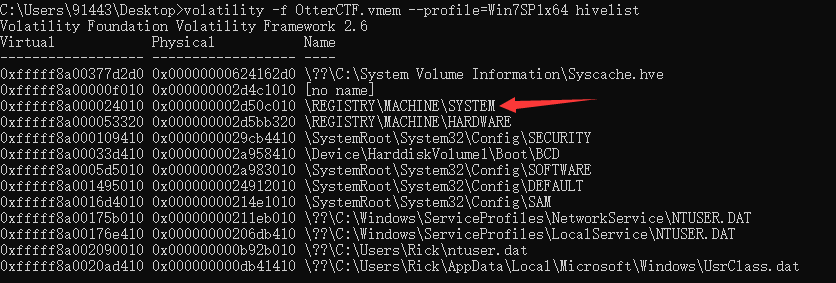 C:\Users\91443\Desktop>volatility -f OtterCTF.vmem --profile=Win7SP1x64 hivelist
Volatility Foundation Volatility Framework 2.6
Virtual            Physical           Name
------------------ ------------------ ----
0xfffff8a00377d2d0 0x00000000624162d0 \??\C:\System Volume Information\Syscache.hve
0xfffff8a00000f010 0x000000002d4c1010 [no name]
0xfffff8a000024010 0x000000002d50c010 \REGISTRY\MACHINE\SYSTEM
0xfffff8a000053320 0x000000002d5bb320 \REGISTRY\MACHINE\HARDWARE
0xfffff8a000109410 0x0000000029cb4410 \SystemRoot\System32\Config\SECURITY
0xfffff8a00033d410 0x000000002a958410 \Device\HarddiskVolume1\Boot\BCD
0xfffff8a0005d5010 0x000000002a983010 \SystemRoot\System32\Config\SOFTWARE
0xfffff8a001495010 0x0000000024912010 \SystemRoot\System32\Config\DEFAULT
0xfffff8a0016d4010 0x00000000214e1010 \SystemRoot\System32\Config\SAM
0xfffff8a00175b010 0x00000000211eb010 \??\C:\Windows\ServiceProfiles\NetworkService\NTUSER.DAT
0xfffff8a00176e410 0x00000000206db410 \??\C:\Windows\ServiceProfiles\LocalService\NTUSER.DAT
0xfffff8a002090010 0x000000000b92b010 \??\C:\Users\Rick\ntuser.dat
0xfffff8a0020ad410 0x000000000db41410 \??\C:\Users\Rick\AppData\Local\Microsoft\Windows\UsrClass.dat